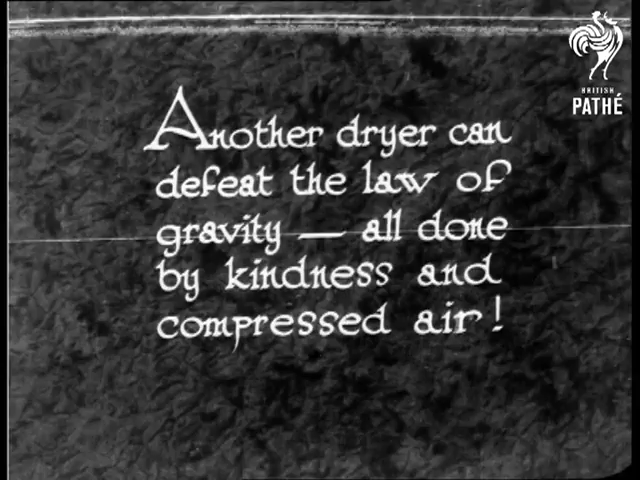 BRITISH
PATHÉ
Another dryer can
defeat the law of
gravity — all done
by kindness and
compressed air!